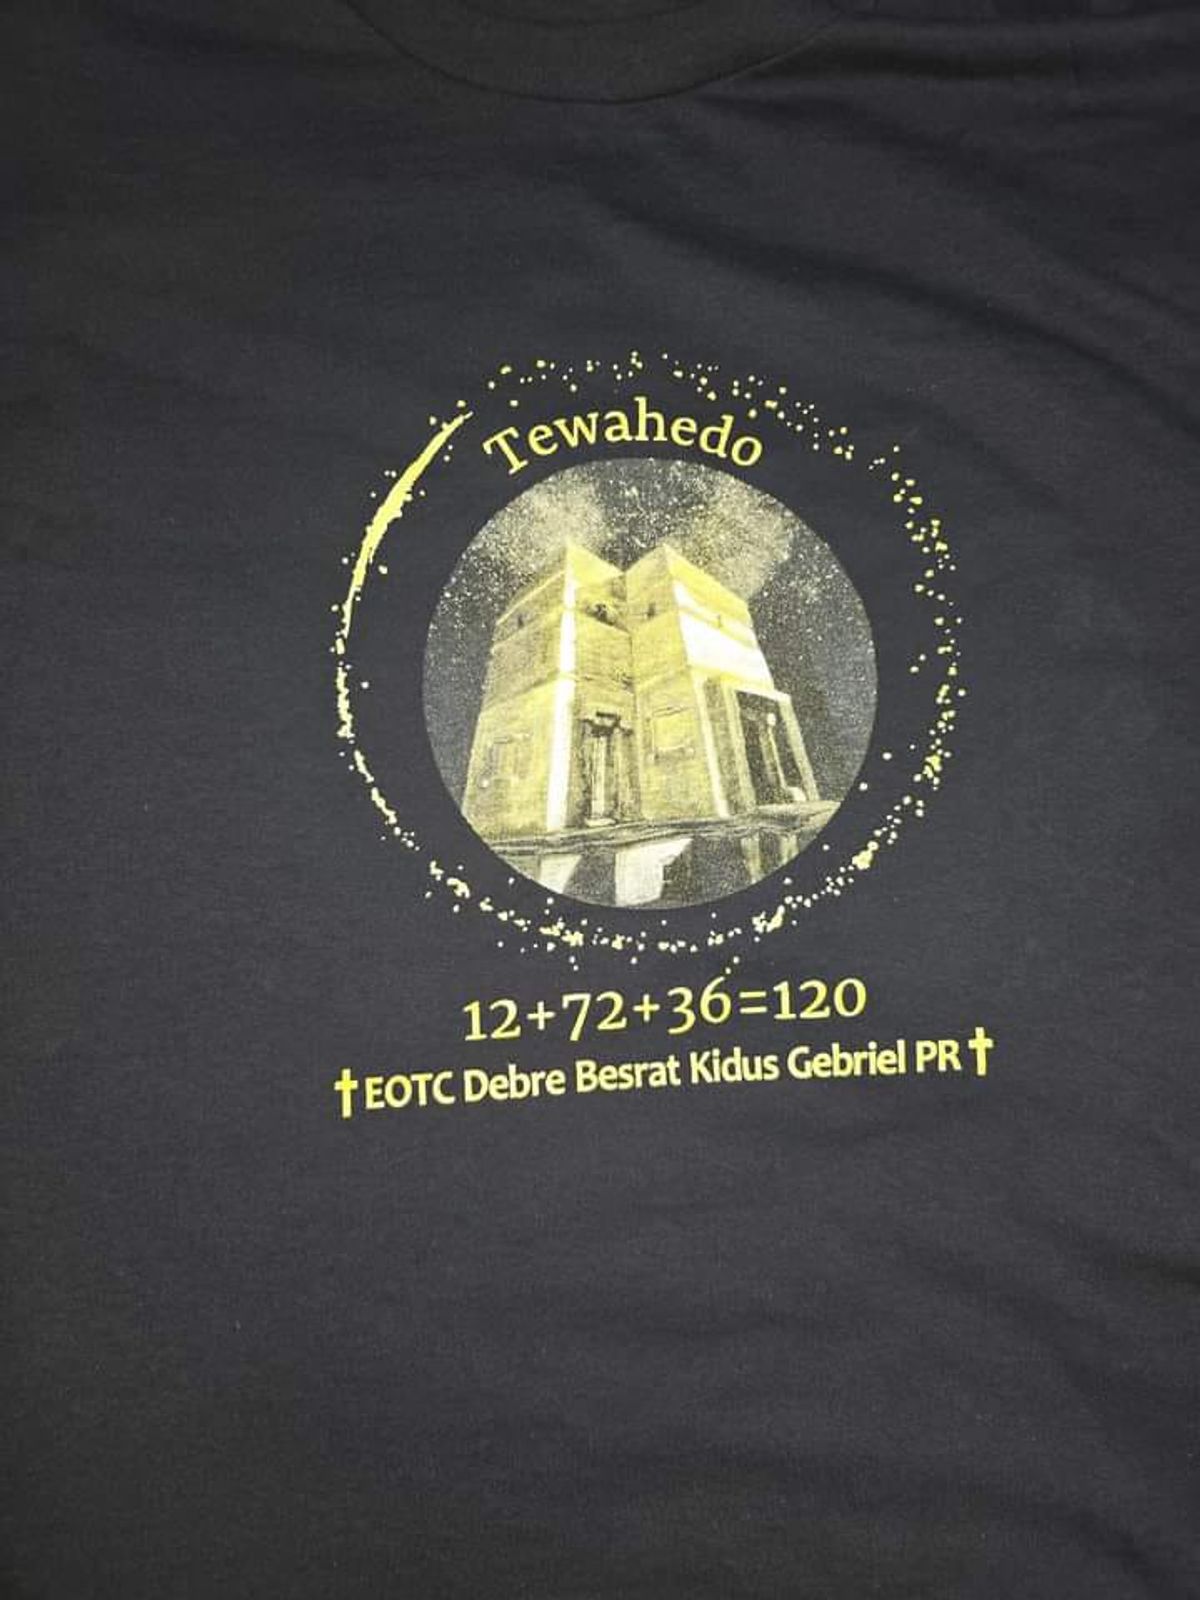 Tewahedo
12+72+36=120
†EOTC Debre Besrat Kidus Gebriel PR†